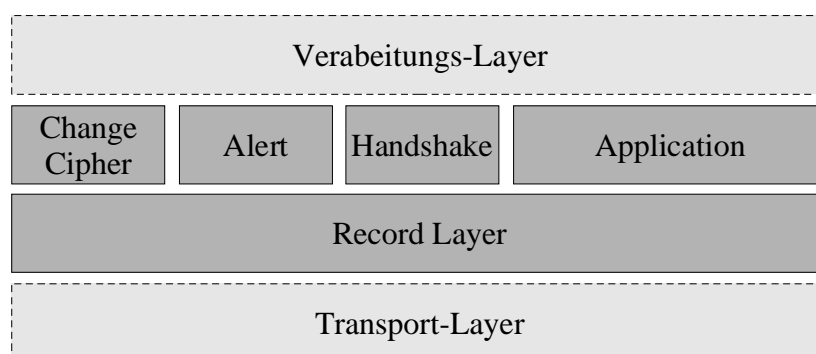 Verabeitungs-Layer
Change
Cipher
Alert
Handshake
Application
Record Layer
Transport-Layer